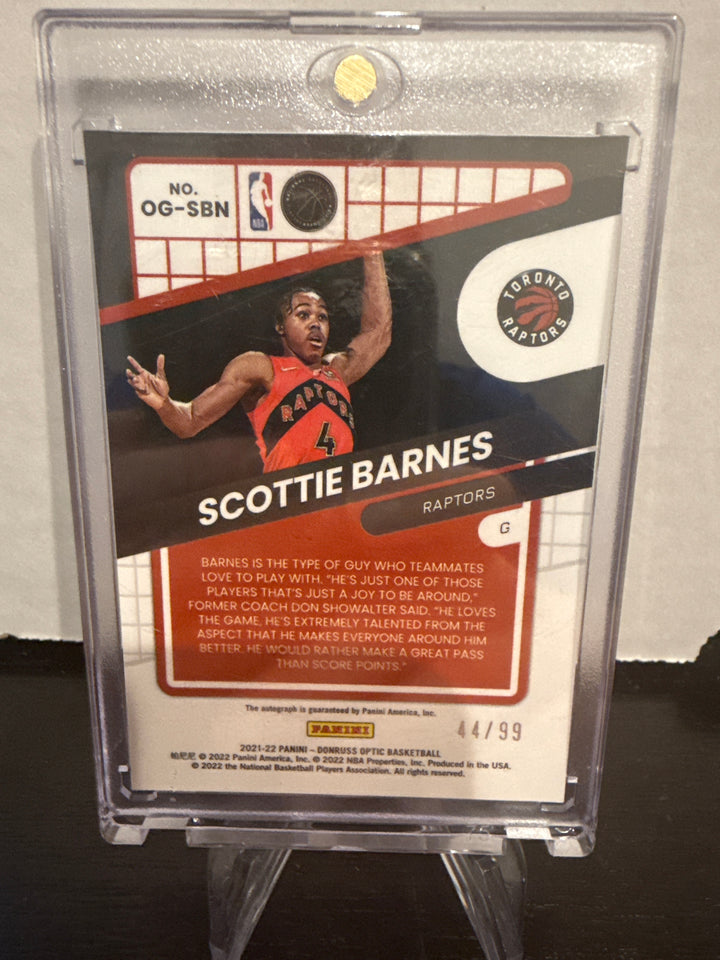 NO.
OG-SBN
NBA
TORONTO
RAPTORS
RAPTORS
4
SCOTTIE BARNES
RAPTORS
G
BARNES IS THE TYPE OF GUY WHO TEAMMATES
LOVE TO PLAY WITH. "HE'S JUST ONE OF THOSE
PLAYERS THAT'S JUST A JOY TO BE AROUND,"
FORMER COACH DON SHOWALTER SAID. "HE LOVES
THE GAME, HE'S EXTREMELY TALENTED FROM THE
ASPECT THAT HE MAKES EVERYONE AROUND HIM
BETTER. HE WOULD RATHER MAKE A GREAT PASS
THAN SCORE POINTS."
The autograph is guaranteed by Panini America, Inc.
PANINI
44/99
2021-22 PANINI – DONRUSS OPTIC BASKETBALL
帕尼尼 © 2022 Panini America, Inc. © 2022 NBA Properties, Inc. Produced in the USA.
© 2022 the National Basketball Players Association. All rights reserved.